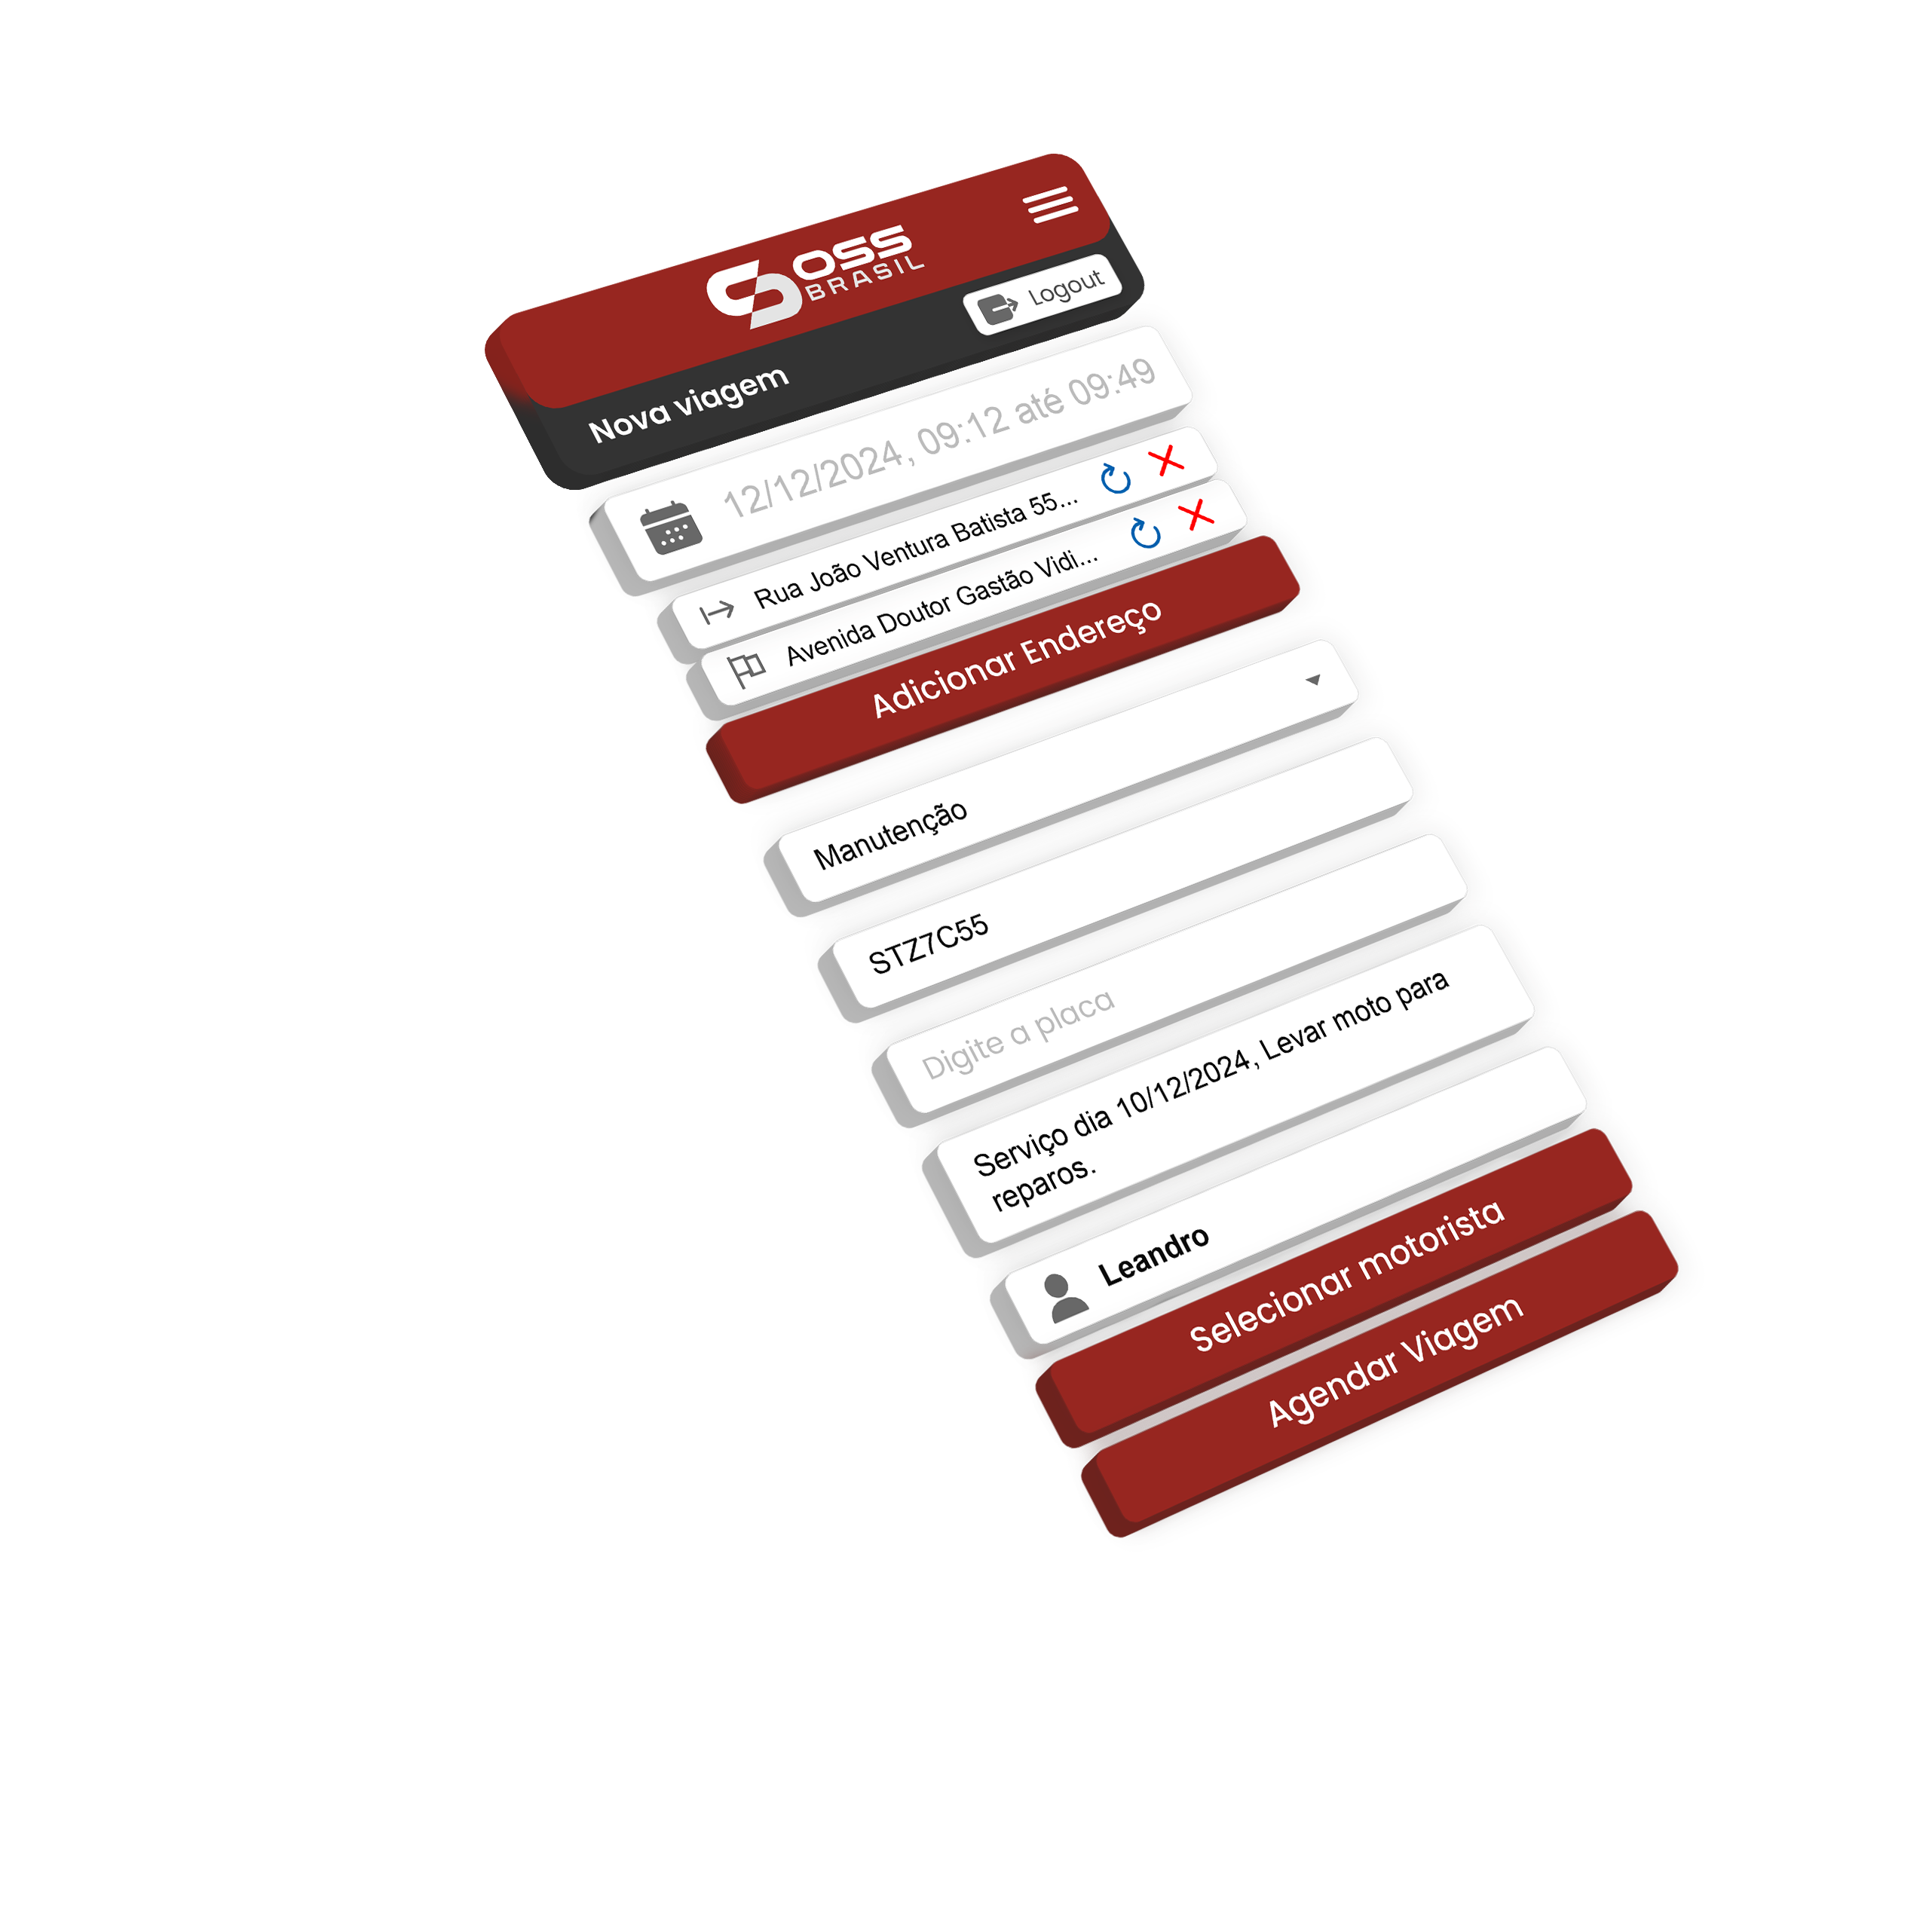 OSS
BRASIL
Logout
Nova viagem
12/12/2024, 09:12 até 09:49
Rua João Ventura Batista 55...
Avenida Doutor Gastão Vidi...
Adicionar Endereço
Manutenção
STZ7C55
Digite a placa
Serviço dia 10/12/2024, Levar moto para
reparos.
Leandro
Selecionar motorista
Agendar Viagem